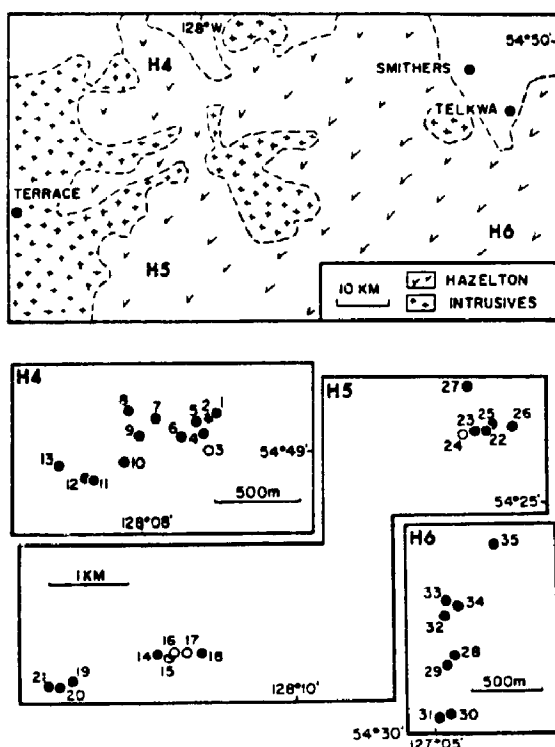 128°W
54°50'
H4
SMITHERS
TELKWA
TERRACE
H5
H6
10 KM
HAZELTON
INTRUSIVES
H4
8
7
5
2
1
9
6
4
3
13
12
11
10
54°49'
500m
128°08'
H5
27
23
25
26
24
22
54°25'
1KM
16
17
14
15
18
21
20
19
128°10'
H6
35
33
34
32
28
29
500m
31
30
54°30'
127°05'